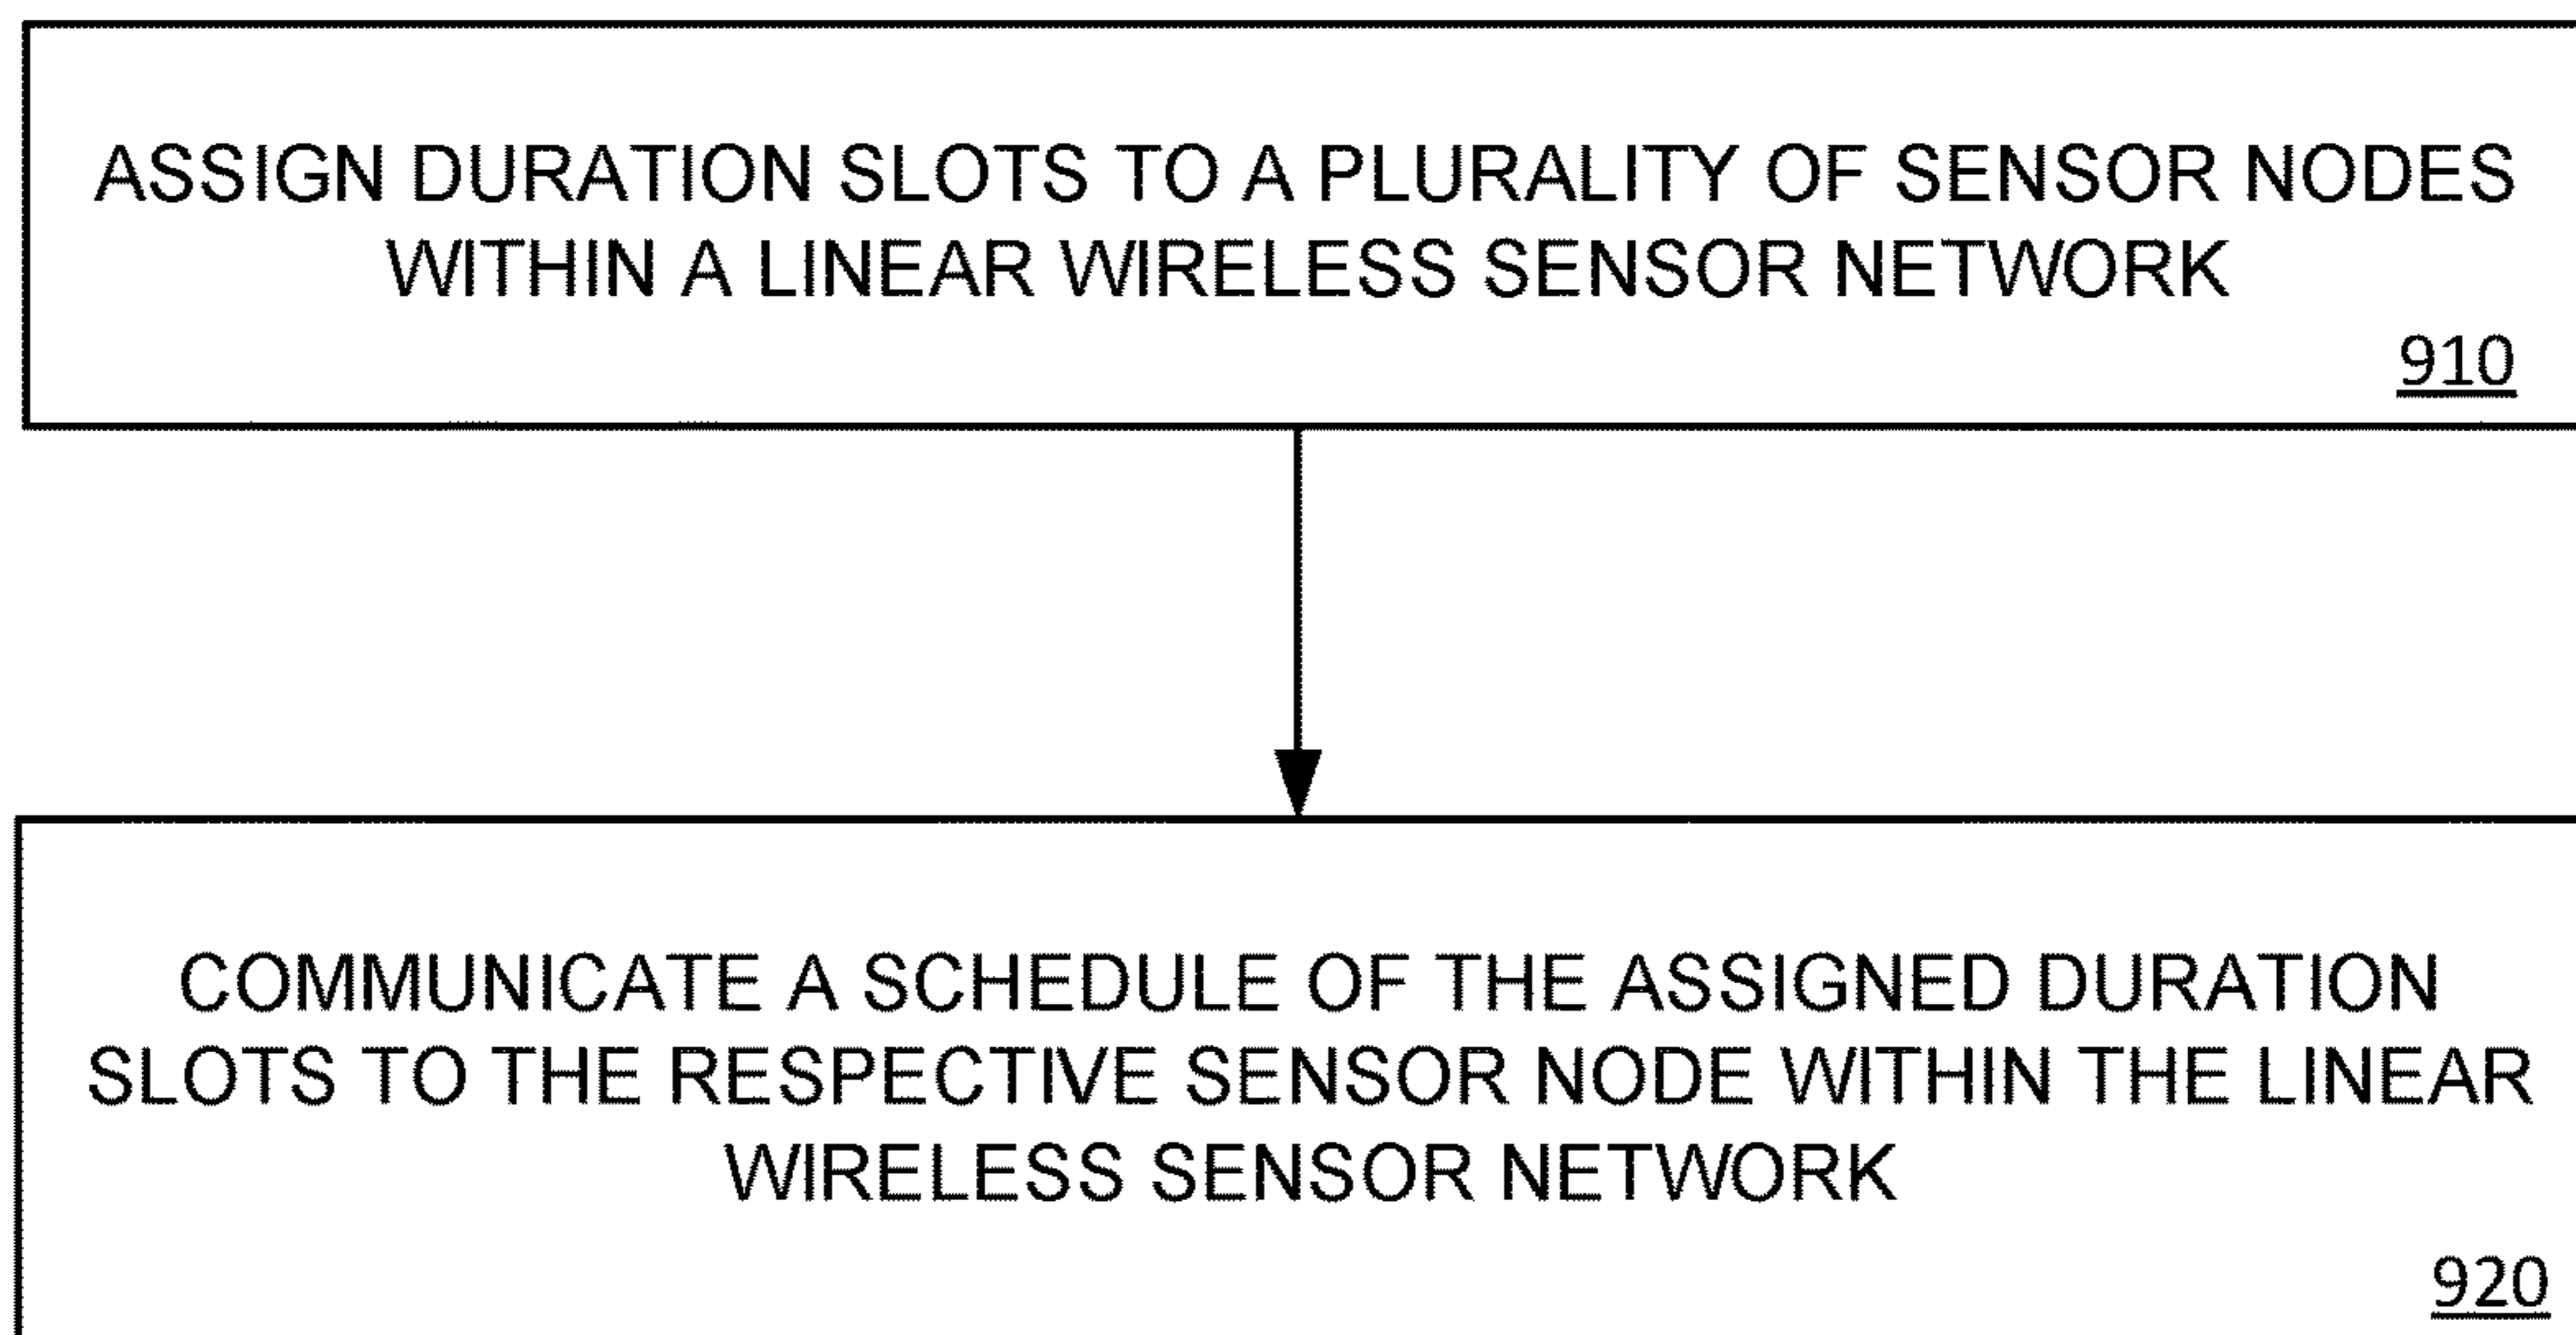 ASSIGN DURATION SLOTS TO A PLURALITY OF SENSOR NODES
WITHIN A LINEAR WIRELESS SENSOR NETWORK
910
COMMUNICATE A SCHEDULE OF THE ASSIGNED DURATION
SLOTS TO THE RESPECTIVE SENSOR NODE WITHIN THE LINEAR
WIRELESS SENSOR NETWORK
920